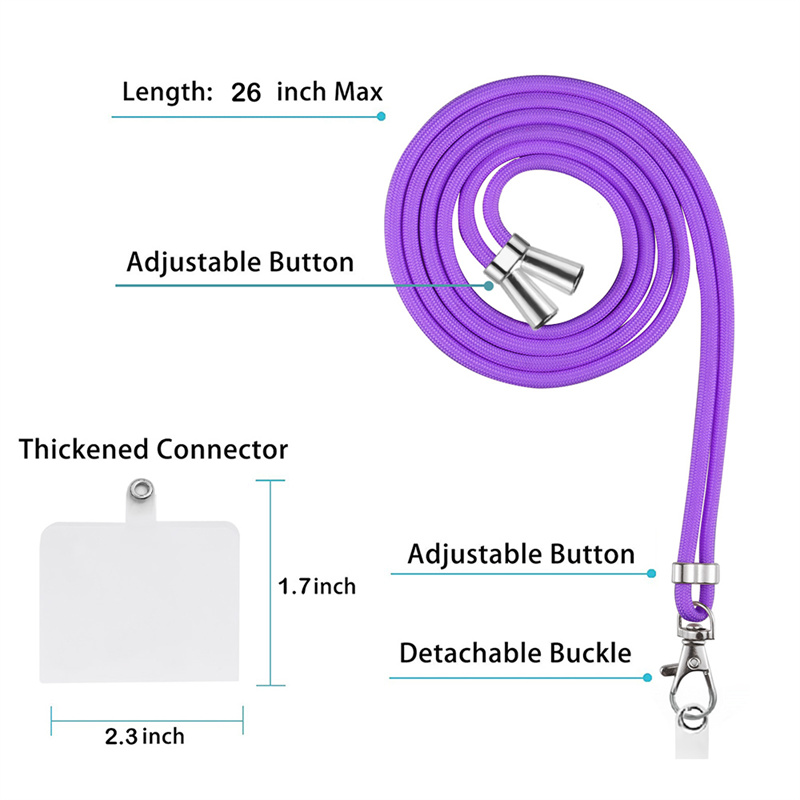 Length: 26 inch Max
Adjustable Button
Thickened Connector
1.7inch
2.3inch
Adjustable Button
Detachable Buckle